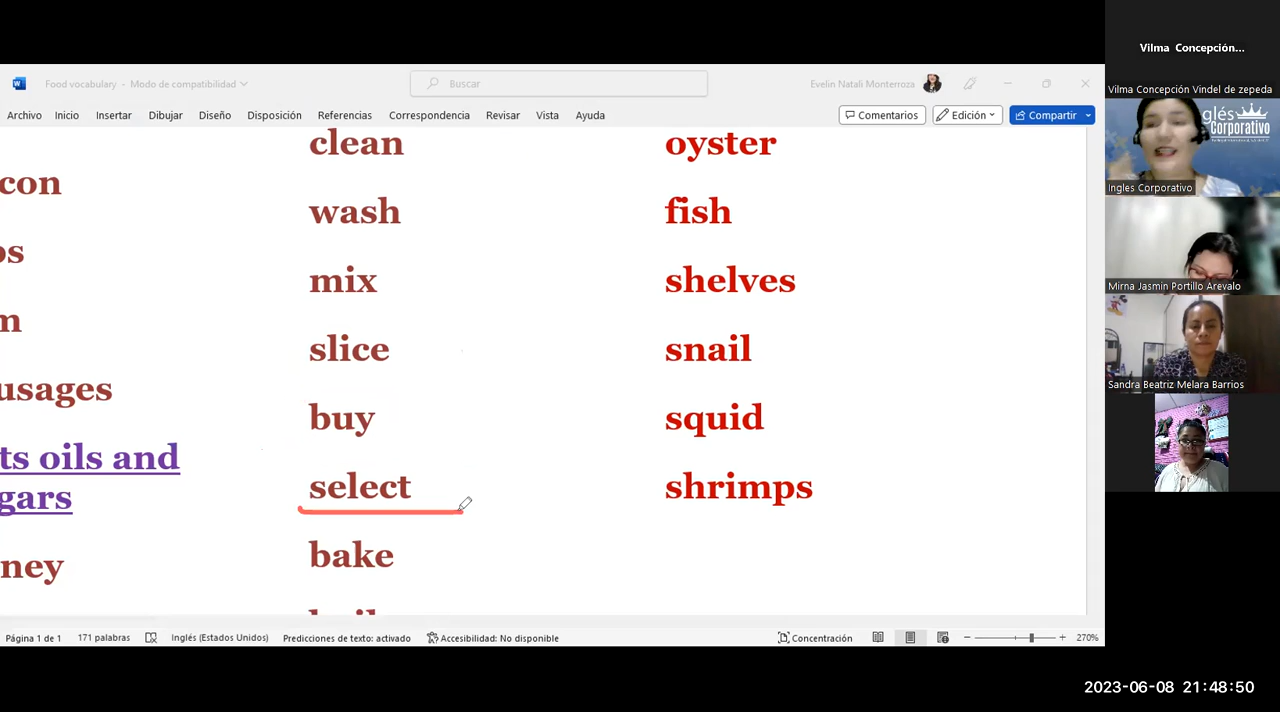 Vilma Concepción...
Vilma Concepción Vindel de zepeda
Food vocabulary - Modo de compatibilidad
Buscar
Evelin Natali Monterroza
Archivo Inicio Insertar Dibujar Diseño Disposición Referencias Correspondencia Revisar Vista Ayuda
Comentarios Edición Compartir
glés
Corporativo
Ingles Corporativo
Mirna Jasmin Portillo Arevalo
Sandra Beatriz Melara Barrios
con
ps
m
usages
ts oils and
gars
ney
clean
wash
mix
slice
buy
select
bake
oyster
fish
shelves
snail
squid
shrimps
Página 1 de 1 171 palabras Inglés (Estados Unidos) Predicciones de texto: activado Accesibilidad: No disponible Concentración 270%
2023-06-08 21:48:50